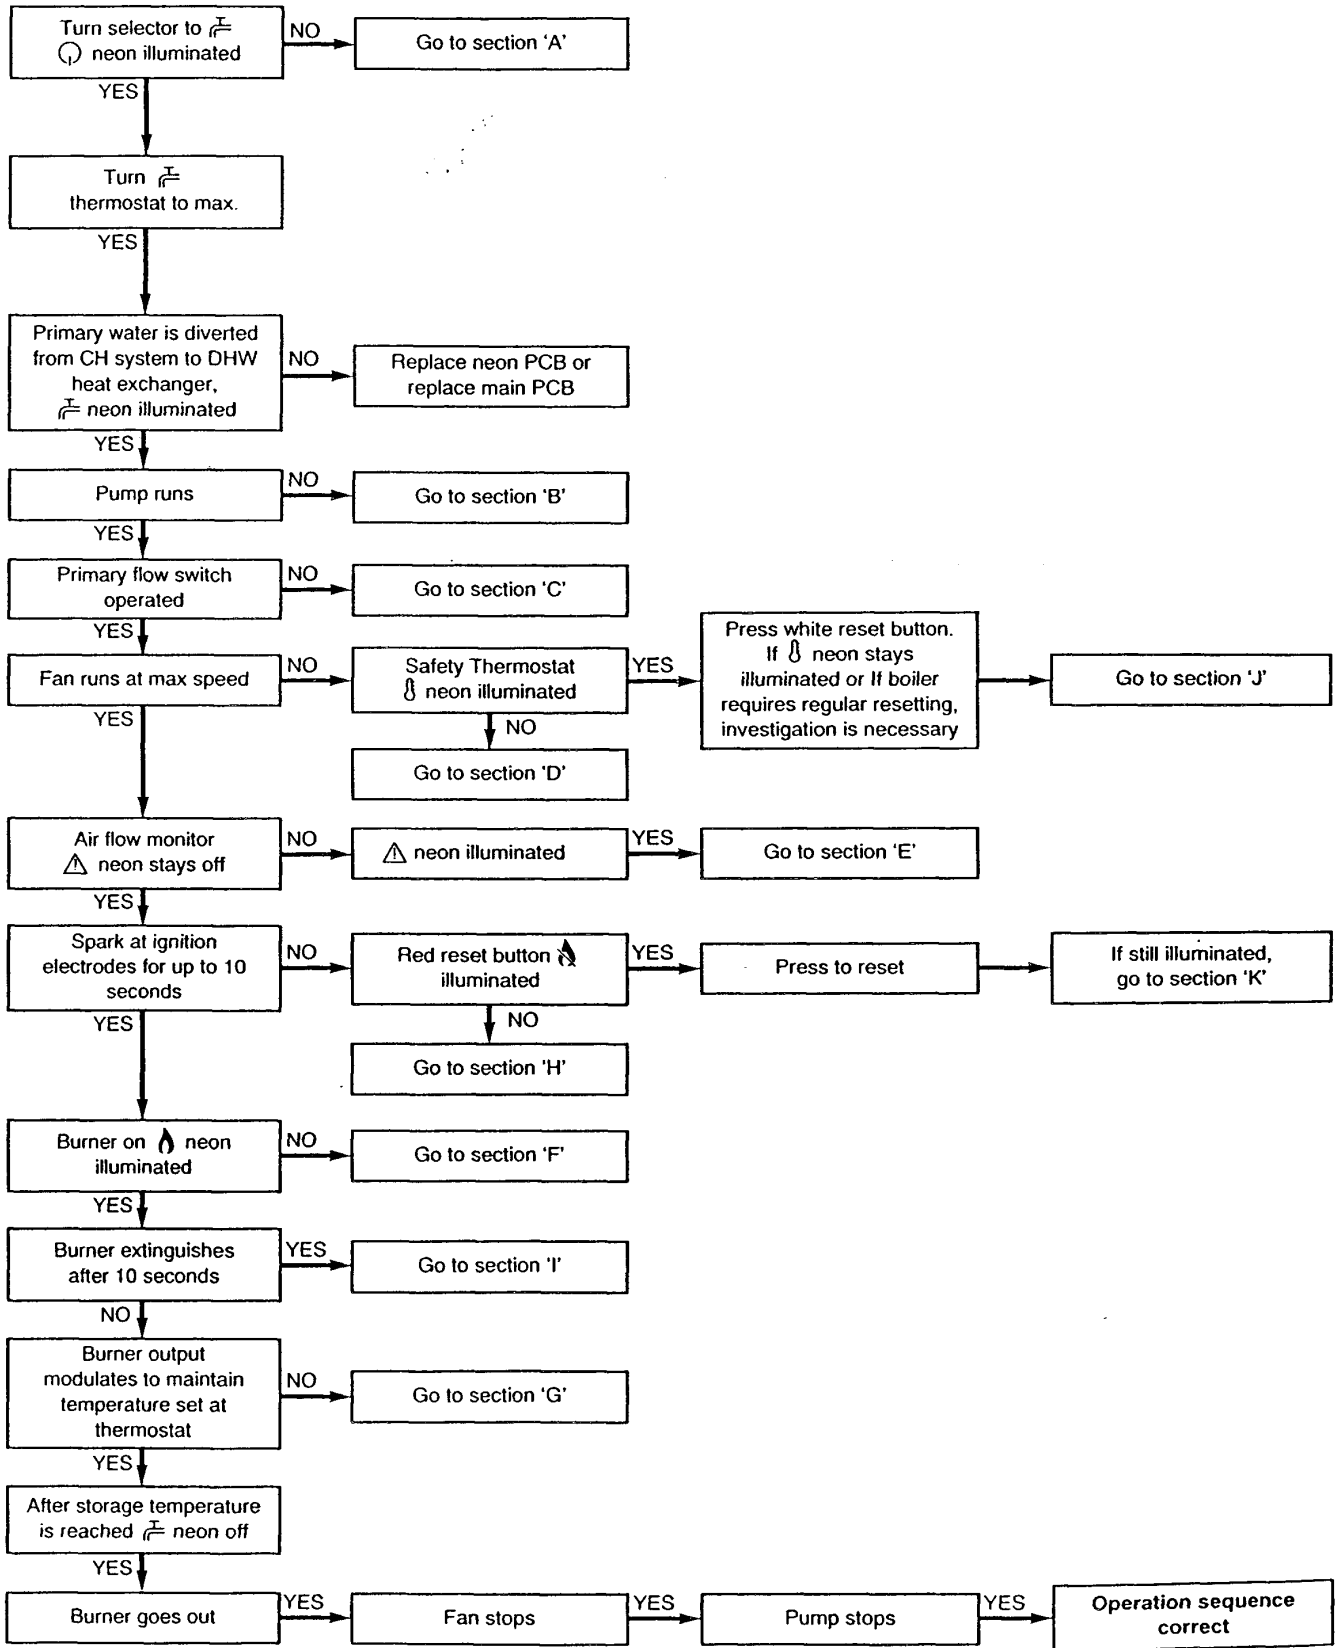 Turn selector to
neon illuminated
NO
Go to section 'A'
YES
Turn
thermostat to max.
YES
Primary water is diverted
from CH system to DHW
heat exchanger,
neon illuminated
NO
Replace neon PCB or
replace main PCB
YES
Pump runs
NO
Go to section 'B'
YES
Primary flow switch
operated
NO
Go to section 'C'
YES
Fan runs at max speed
NO
Safety Thermostat
neon illuminated
YES
Press white reset button.
If neon stays
illuminated or If boiler
requires regular resetting,
investigation is necessary
Go to section 'J'
NO
Go to section 'D'
YES
Air flow monitor
neon stays off
NO
neon illuminated
YES
Go to section 'E'
YES
Spark at ignition
electrodes for up to 10
seconds
NO
Red reset button
illuminated
YES
Press to reset
If still illuminated,
go to section 'K'
NO
Go to section 'H'
YES
Burner on neon
illuminated
NO
Go to section 'F'
YES
Burner extinguishes
after 10 seconds
YES
Go to section 'I'
NO
Burner output
modulates to maintain
temperature set at
thermostat
NO
Go to section 'G'
YES
After storage temperature
is reached neon off
YES
Burner goes out
YES
Fan stops
YES
Pump stops
YES
Operation sequence
correct